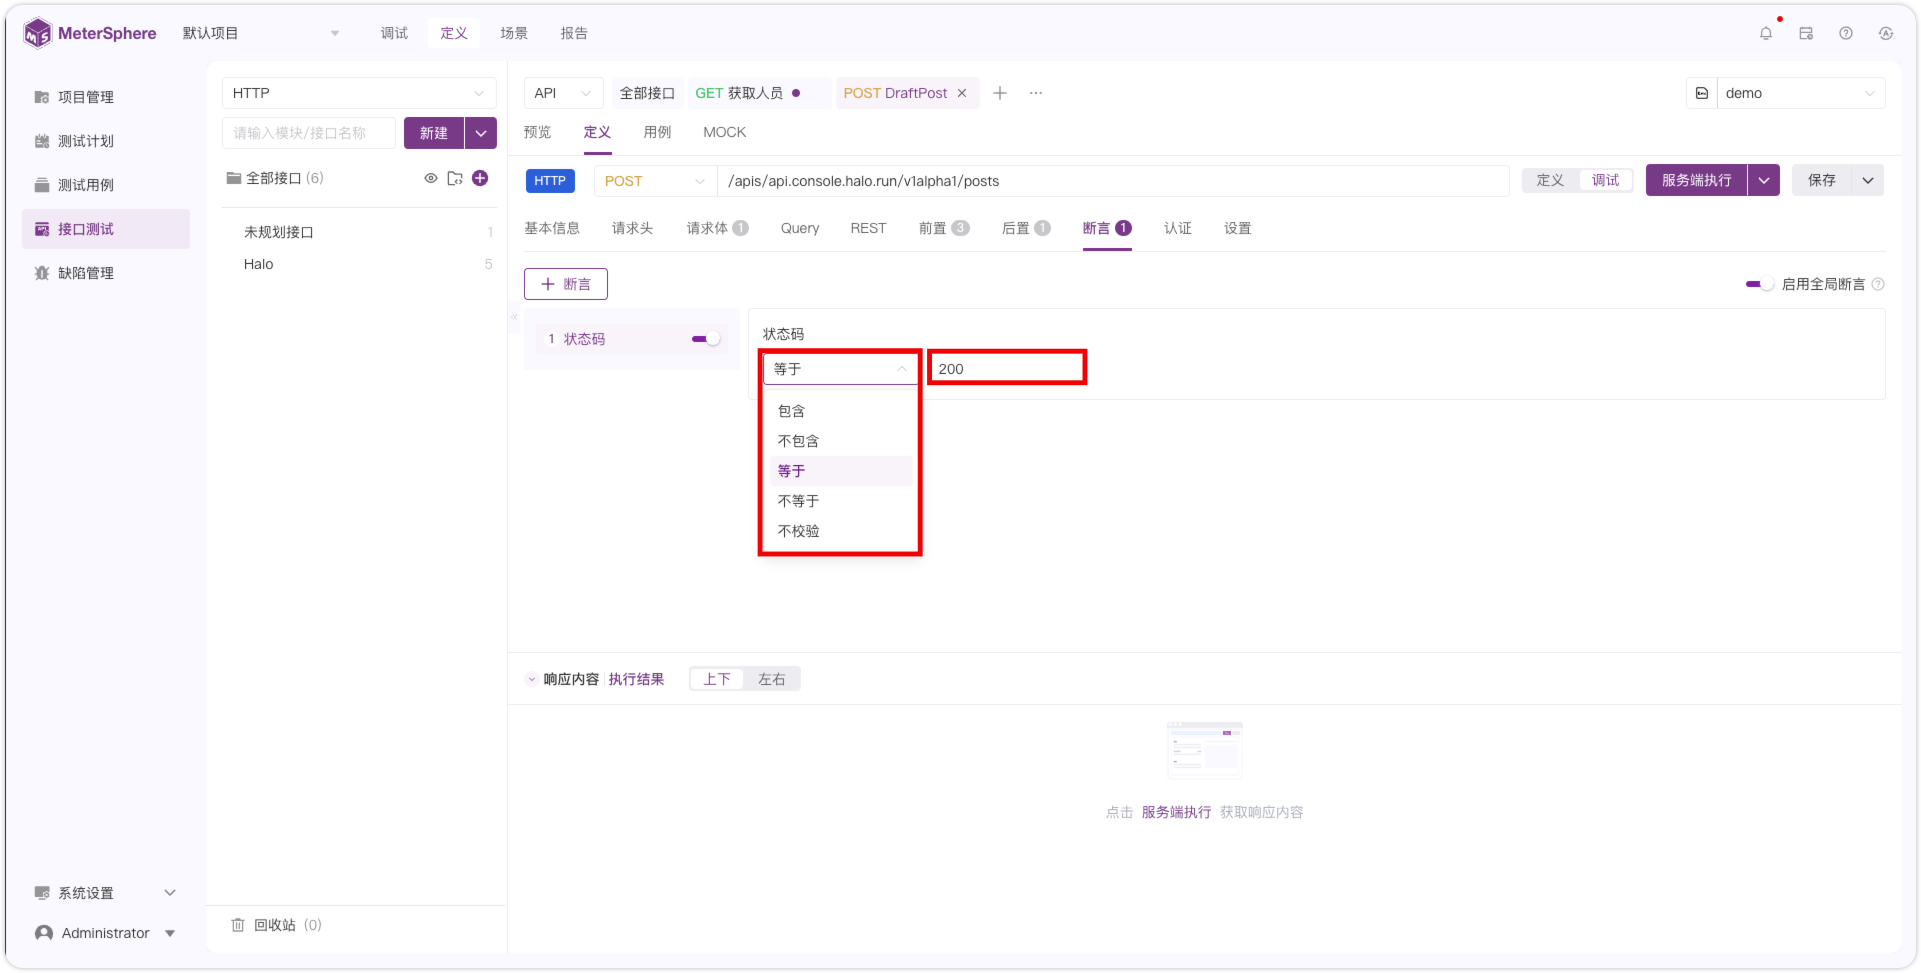 MeterSphere
默认项目
调试
定义
场景
报告
项目管理
测试计划
测试用例
接口测试
缺陷管理
系统设置
Administrator
HTTP
请输入模块/接口名称
新建
全部接口 (6)
未规划接口 1
Halo 5
回收站 (0)
API
全部接口
GET 获取人员
POST DraftPost
demo
预览
定义
用例
MOCK
HTTP
POST
/apis/api.console.halo.run/v1alpha1/posts
定义
调试
服务端执行
保存
基本信息
请求头
请求体 1
Query
REST
前置 3
后置 1
断言 1
认证
设置
断言
启用全局断言
1 状态码
状态码
等于
200
包含
不包含
等于
不等于
不校验
响应内容
执行结果
上下
左右
点击 服务端执行 获取响应内容